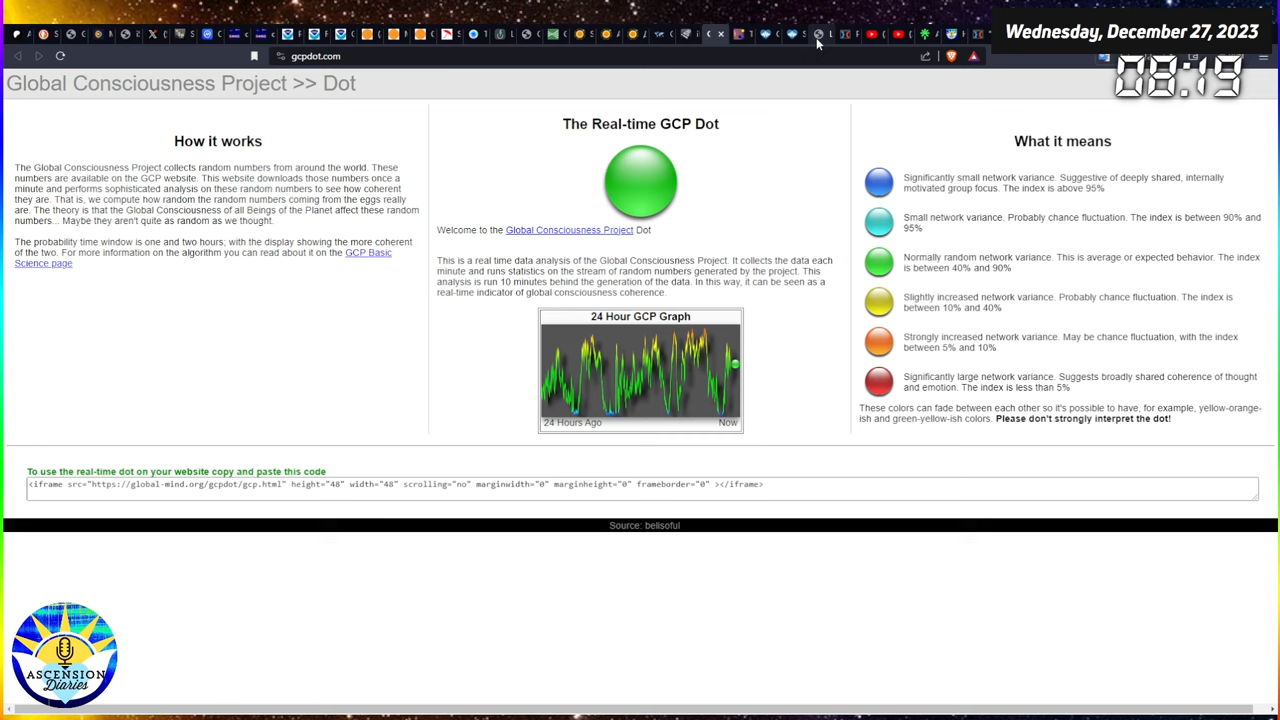 Wednesday, December 27, 2023
08:19
gcpdot.com
Global Consciousness Project >> Dot
How it works
The Global Consciousness Project collects random numbers from around the world. These
numbers are available on the GCP website. This website downloads those numbers once a
minute and performs sophisticated analysis on these random numbers to see how coherent
they are. That is, we compute how random the random numbers coming from the eggs really
are. The theory is that the Global Consciousness of all Beings of the Planet affect these random
numbers... Maybe they aren't quite as random as we thought.
The probability time window is one and two hours; with the display showing the more coherent
of the two. For more information on the algorithm you can read about it on the GCP Basic
Science page
The Real-time GCP Dot
Welcome to the Global Consciousness Project Dot
This is a real time data analysis of the Global Consciousness Project. It collects the data each
minute and runs statistics on the stream of random numbers generated by the project. This
analysis is run 10 minutes behind the generation of the data. In this way, it can be seen as a
real-time indicator of global consciousness coherence.
24 Hour GCP Graph
24 Hours Ago
Now
What it means
Significantly small network variance. Suggestive of deeply shared, internally
motivated group focus. The index is above 95%
Small network variance. Probably chance fluctuation. The index is between 90% and
95%
Normally random network variance. This is average or expected behavior. The index
is between 40% and 90%
Slightly increased network variance. Probably chance fluctuation. The index is
between 10% and 40%
Strongly increased network variance. May be chance fluctuation, with the index
between 5% and 10%
Significantly large network variance. Suggests broadly shared coherence of thought
and emotion. The index is less than 5%
These colors can fade between each other so it's possible to have, for example, yellow-orange-
ish and green-yellow-ish colors. Please don't strongly interpret the dot!
To use the real-time dot on your website copy and paste this code
<iframe src="https://global-mind.org/gcpdot/gcp.html" height="48" width="48" scrolling="no" marginwidth="0" marginheight="0" frameborder="0" ></iframe>
Source: belisoful
ASCENSION
Diaries